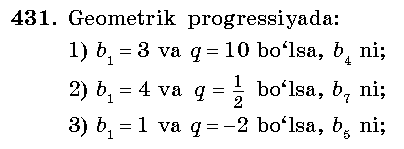 431. Geometrik progressiyada:
1) b₁ = 3 va q = 10 bo‘lsa, b₄ ni;
2) b₁ = 4 va q = 1/2 bo‘lsa, b₇ ni;
3) b₁ = 1 va q = –2 bo‘lsa, b₅ ni;